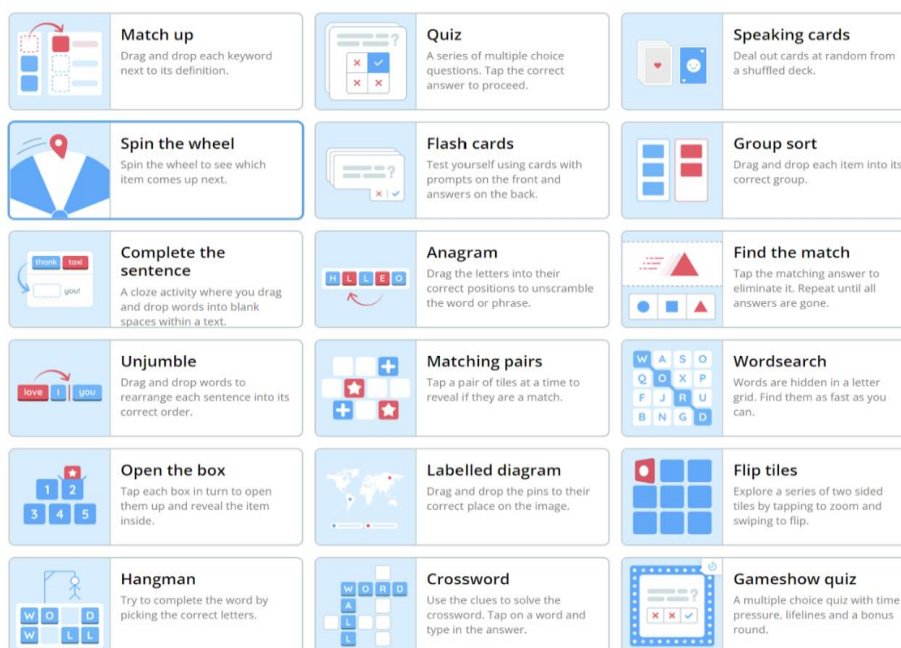 Match up
Drag and drop each keyword
next to its definition.
?
Quiz
A series of multiple choice
questions. Tap the correct
answer to proceed.
Speaking cards
Deal out cards at random from
a shuffled deck.
Spin the wheel
Spin the wheel to see which
item comes up next.
?
Flash cards
Test yourself using cards with
prompts on the front and
answers on the back.
Group sort
Drag and drop each item into its
correct group.
thank taxi
you!
Complete the
sentence
A cloze activity where you drag
and drop words into blank
spaces within a text.
H L L E O
Anagram
Drag the letters into their
correct positions to unscramble
the word or phrase.
Find the match
Tap the matching answer to
eliminate it. Repeat until all
answers are gone.
love I you
Unjumble
Drag and drop words to
rearrange each sentence into its
correct order.
Matching pairs
Tap a pair of tiles at a time to
reveal if they are a match.
W A S O
Q O X P
F J R U
B N G D
Wordsearch
Words are hidden in a letter
grid. Find them as fast as you
can.
1 2
3 4 5
Open the box
Tap each box in turn to open
them up and reveal the item
inside.
Labelled diagram
Drag and drop the pins to their
correct place on the image.
Flip tiles
Explore a series of two sided
tiles by tapping to zoom and
swiping to flip.
W O D
W L L
Hangman
Try to complete the word by
picking the correct letters.
W O R D
A
L
L
Crossword
Use the clues to solve the
crossword. Tap on a word and
type in the answer.
?
Gameshow quiz
A multiple choice quiz with time
pressure, lifelines and a bonus
round.